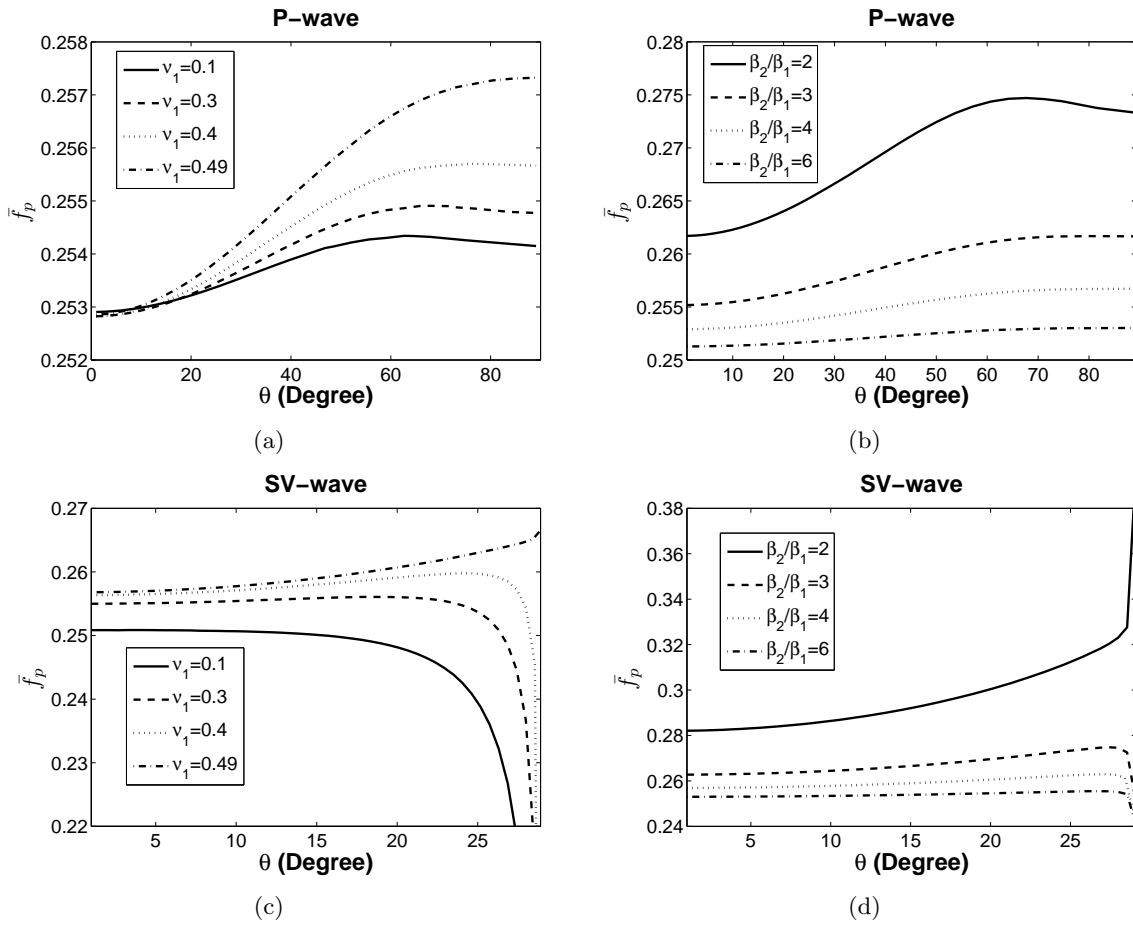 P-wave
0.258
0.257
0.256
0.255
0.254
0.253
0.252
f̄p
ν1=0.1
ν1=0.3
ν1=0.4
ν1=0.49
0 20 40 60 80
θ (Degree)
(a)
P-wave
0.28
0.275
0.27
0.265
0.26
0.255
0.25
f̄p
β2/β1=2
β2/β1=3
β2/β1=4
β2/β1=6
10 20 30 40 50 60 70 80
θ (Degree)
(b)
SV-wave
0.27
0.26
0.25
0.24
0.23
0.22
f̄p
ν1=0.1
ν1=0.3
ν1=0.4
ν1=0.49
5 10 15 20 25
θ (Degree)
(c)
SV-wave
0.38
0.36
0.34
0.32
0.3
0.28
0.26
0.24
f̄p
β2/β1=2
β2/β1=3
β2/β1=4
β2/β1=6
5 10 15 20 25
θ (Degree)
(d)